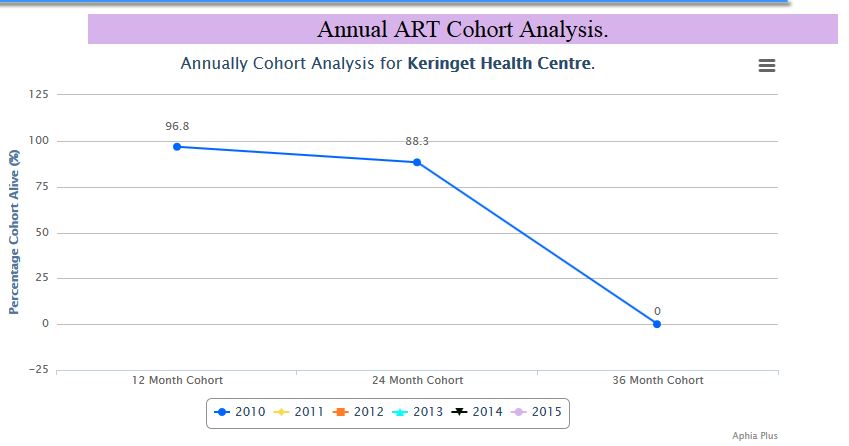 Annual ART Cohort Analysis.
Annually Cohort Analysis for Keringet Health Centre.
Percentage Cohort Alive (%)
125
100
75
50
25
0
-25
96.8
88.3
0
12 Month Cohort 24 Month Cohort 36 Month Cohort
2010 2011 2012 2013 2014 2015
Aphia Plus